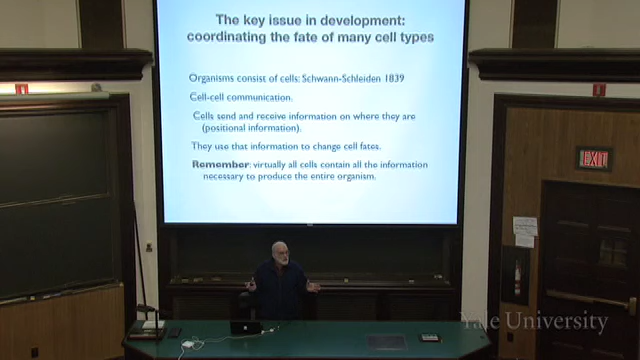 The key issue in development:
coordinating the fate of many cell types
Organisms consist of cells: Schwann-Schleiden 1839
Cell-cell communication.
Cells send and receive information on where they are
(positional information).
They use that information to change cell fates.
Remember: virtually all cells contain all the information
necessary to produce the entire organism.
EXIT
Yale University